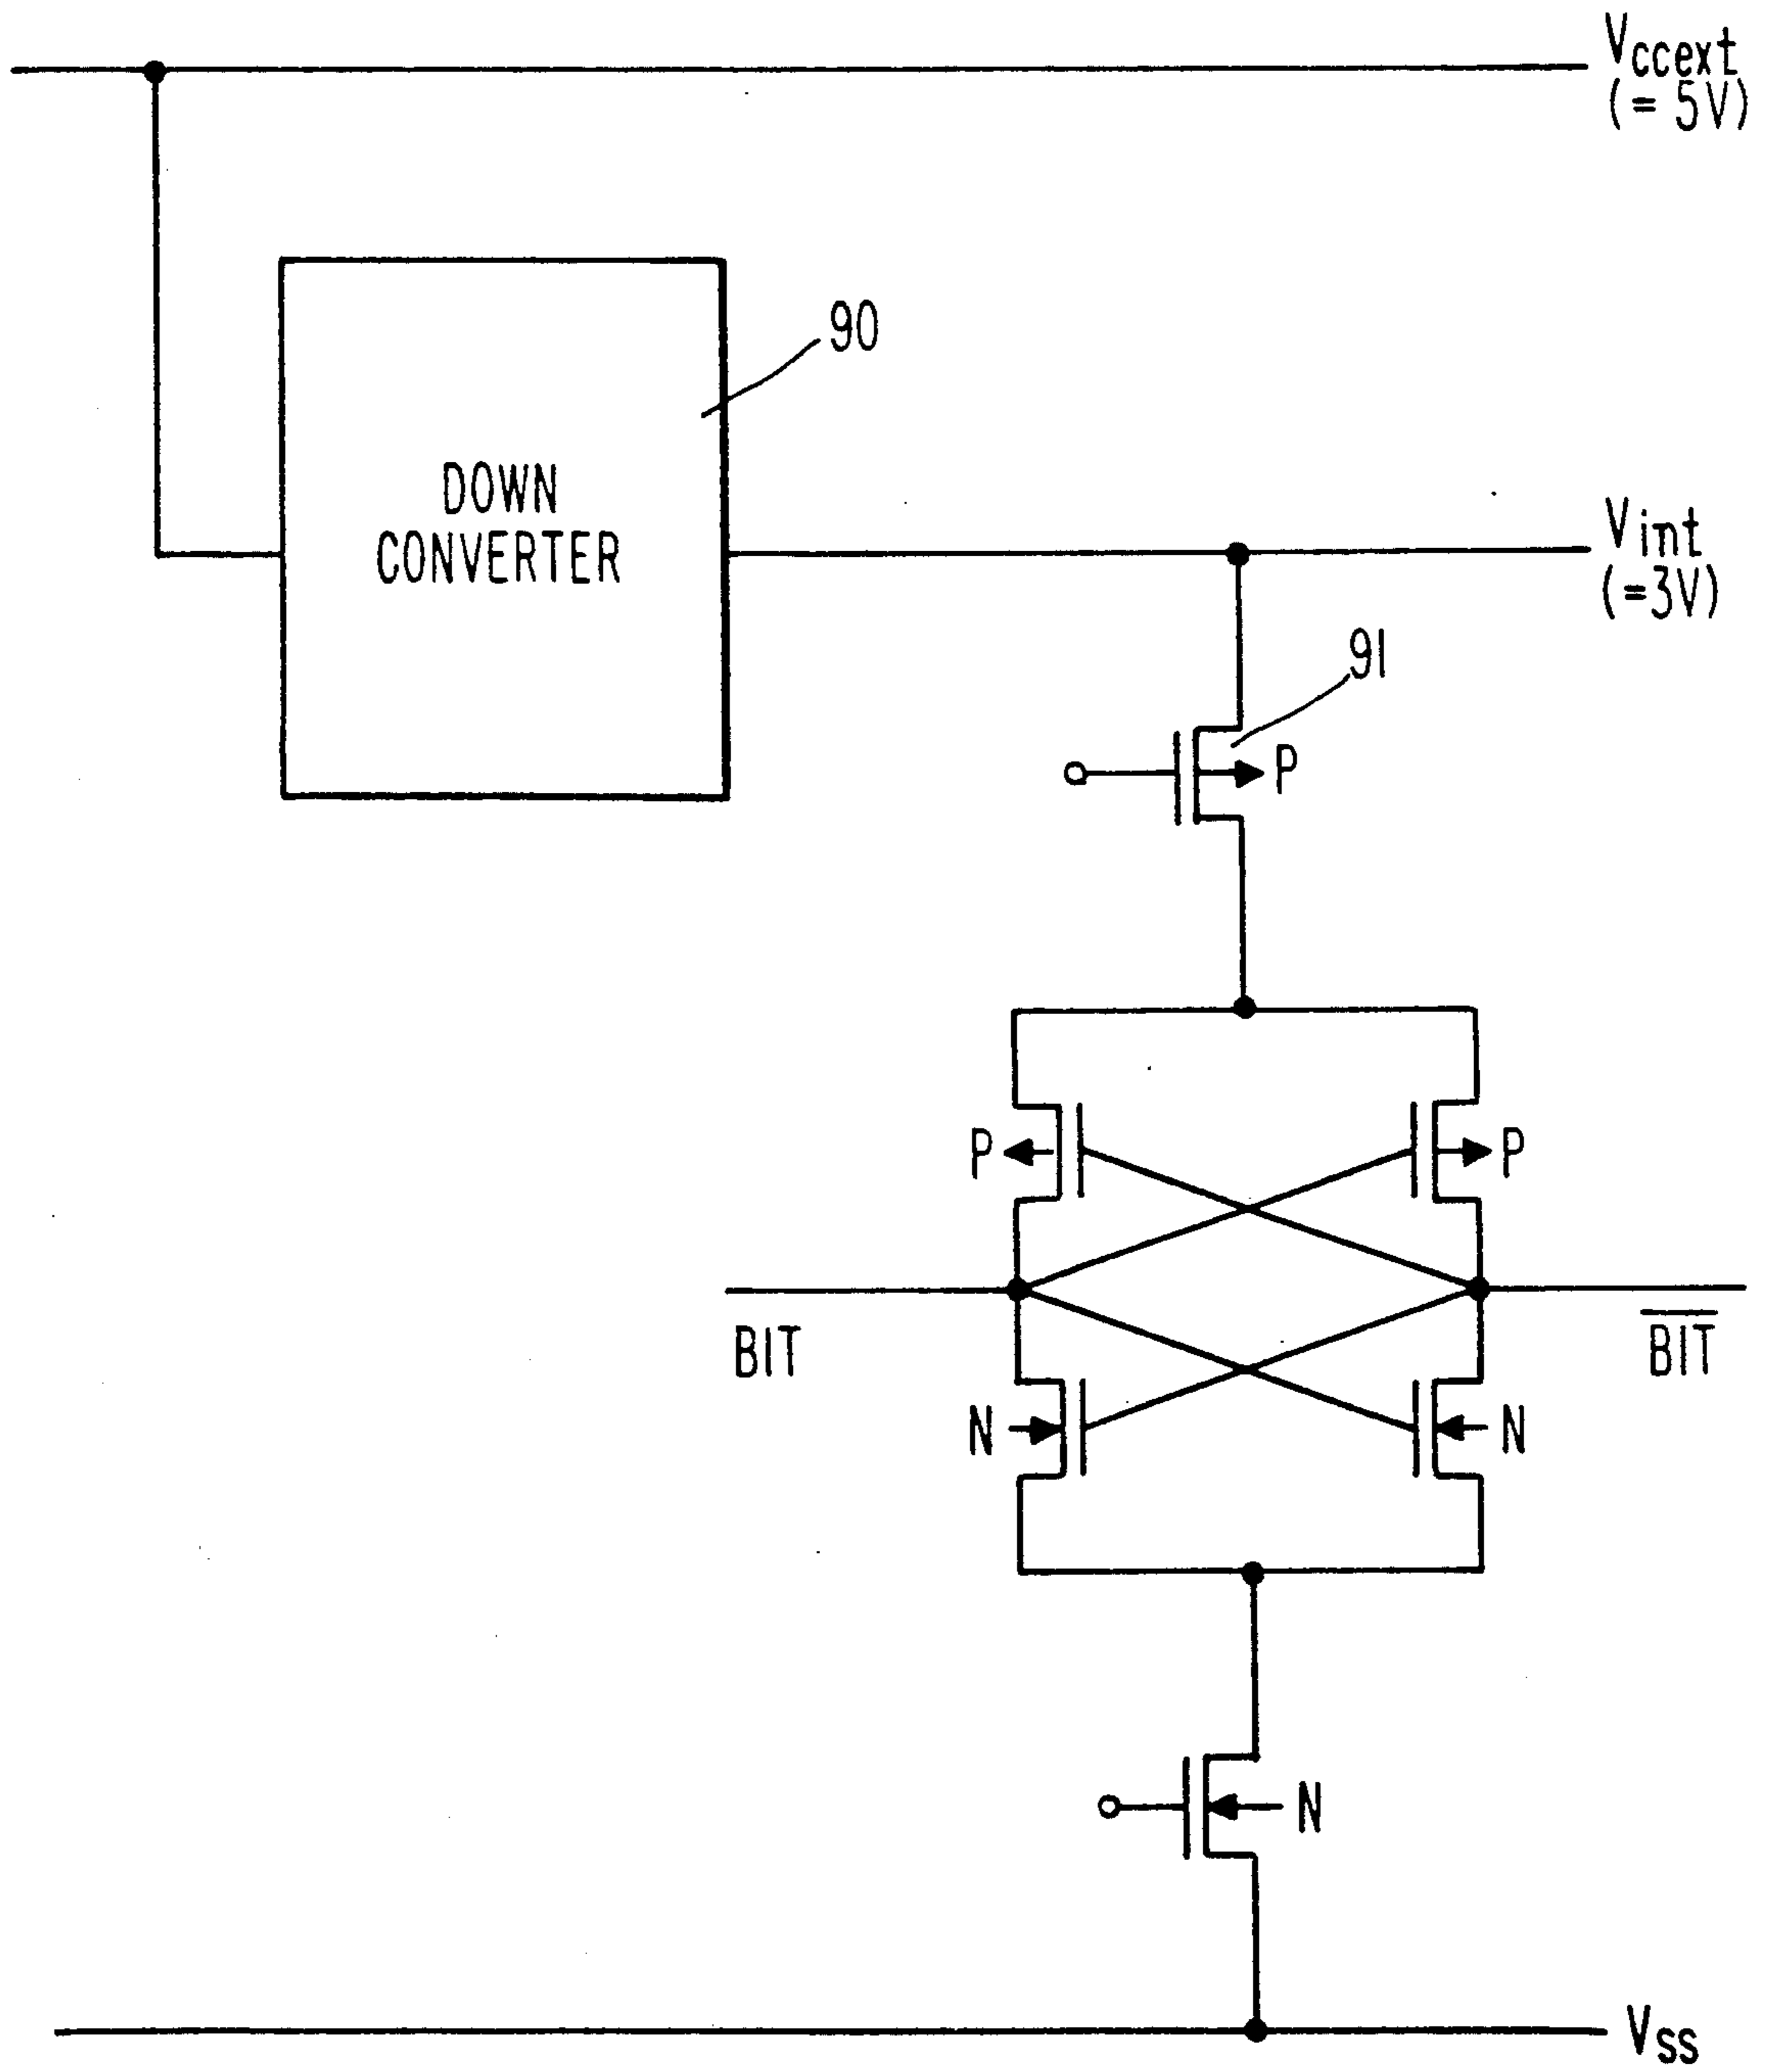 Vccext
(= 5V)
90
DOWN
CONVERTER
Vint
(=3V)
91
P
P
P
BIT
BIT
N
N
N
Vss